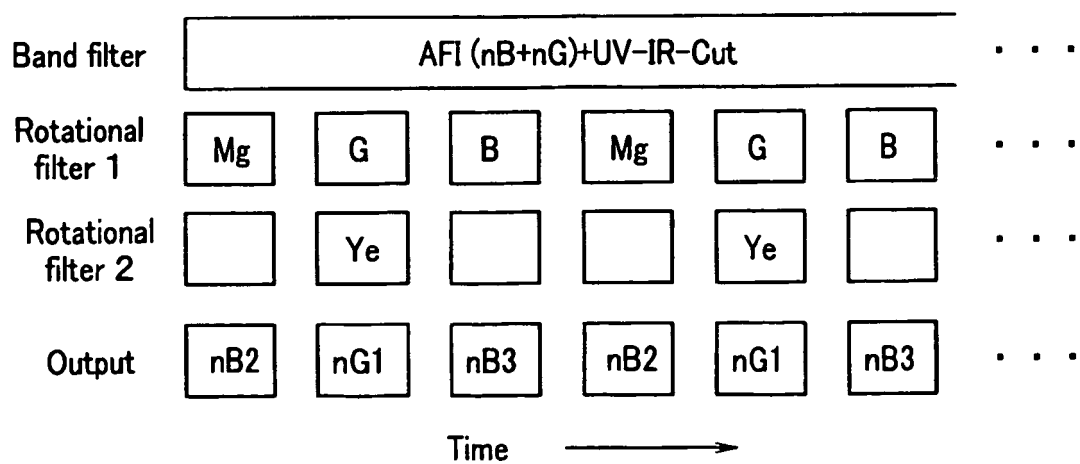 Band filter AFI (nB+nG)+UV-IR-Cut . . .
Rotational filter 1 Mg G B Mg G B . . .
Rotational filter 2 Ye Ye . . .
Output nB2 nG1 nB3 nB2 nG1 nB3 . . .
Time